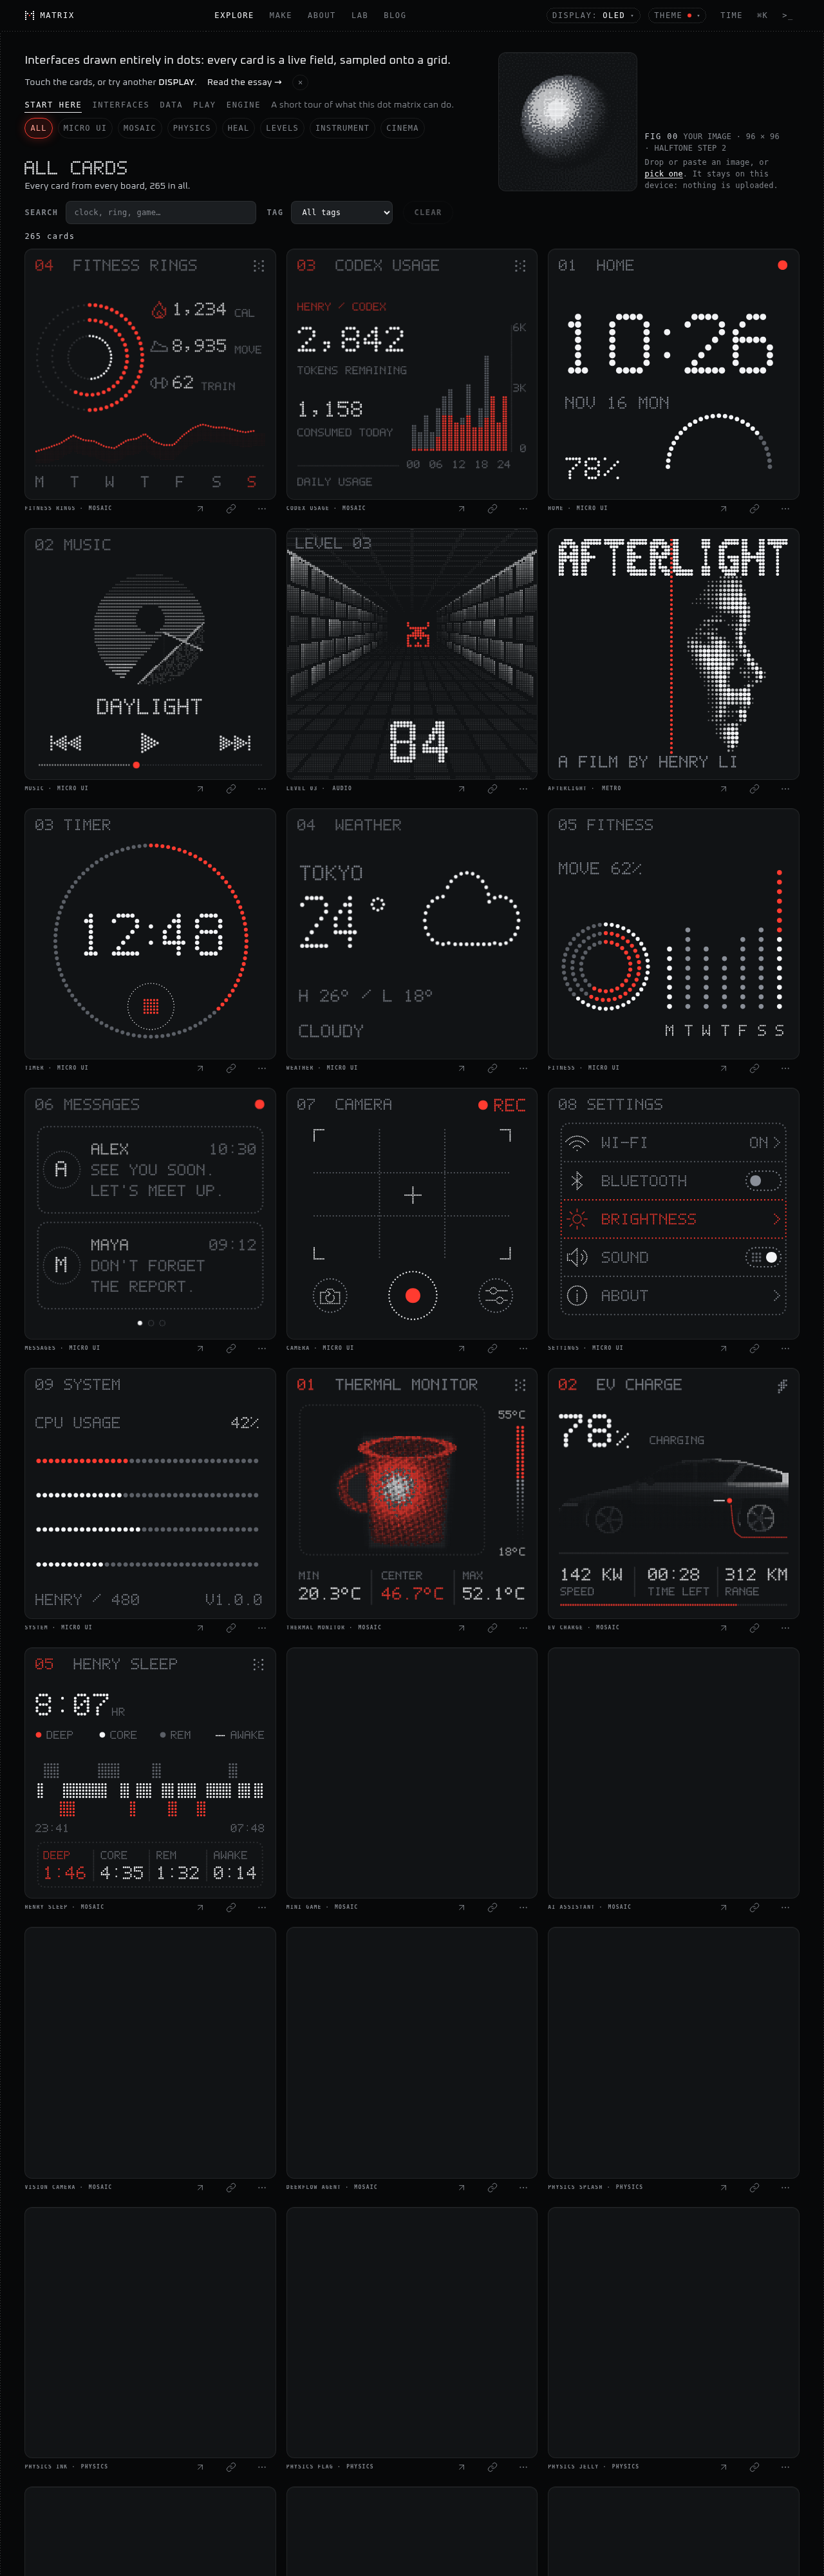 MATRIX
EXPLORE MAKE ABOUT LAB BLOG
DISPLAY: OLED
THEME
TIME ⌘K >_
Interfaces drawn entirely in dots: every card is a live field, sampled onto a grid.
Touch the cards, or try another DISPLAY. Read the essay → ×
START HERE INTERFACES DATA PLAY ENGINE A short tour of what this dot matrix can do.
ALL MICRO UI MOSAIC PHYSICS HEAL LEVELS INSTRUMENT CINEMA
FIG 00 YOUR IMAGE · 96 × 96
· HALFTONE STEP 2
Drop or paste an image, or
pick one. It stays on this
device: nothing is uploaded.
ALL CARDS
Every card from every board, 265 in all.
SEARCH clock, ring, game… TAG All tags CLEAR
265 cards
04 FITNESS RINGS
1,234 CAL
8,935 MOVE
62 TRAIN
M T W T F S S
FITNESS RINGS · MOSAIC
03 CODEX USAGE
HENRY / CODEX
2,842
TOKENS REMAINING
1,158
CONSUMED TODAY
DAILY USAGE
6K
3K
0
00 06 12 18 24
CODEX USAGE · MOSAIC
01 HOME
10:26
NOV 16 MON
78%
HOME · MICRO UI
02 MUSIC
DAYLIGHT
MUSIC · MICRO UI
LEVEL 03
84
LEVEL 03 · AUDIO
AFTERLIGHT
A FILM BY HENRY LI
AFTERLIGHT · METRO
03 TIMER
12:48
TIMER · MICRO UI
04 WEATHER
TOKYO
24°
H 26° / L 18°
CLOUDY
WEATHER · MICRO UI
05 FITNESS
MOVE 62%
M T W T F S S
FITNESS · MICRO UI
06 MESSAGES
A
ALEX 10:30
SEE YOU SOON.
LET'S MEET UP.
M
MAYA 09:12
DON'T FORGET
THE REPORT.
MESSAGES · MICRO UI
07 CAMERA REC
CAMERA · MICRO UI
08 SETTINGS
WI-FI ON >
BLUETOOTH
BRIGHTNESS >
SOUND
ABOUT >
SETTINGS · MICRO UI
09 SYSTEM
CPU USAGE 42%
HENRY / 480 V1.0.0
SYSTEM · MICRO UI
01 THERMAL MONITOR
55°C
18°C
MIN CENTER MAX
20.3°C 46.7°C 52.1°C
THERMAL MONITOR · MOSAIC
02 EV CHARGE
78% CHARGING
142 KW 00:28 312 KM
SPEED TIME LEFT RANGE
EV CHARGE · MOSAIC
05 HENRY SLEEP
8:07 HR
DEEP CORE REM AWAKE
23:41 07:48
DEEP CORE REM AWAKE
1:46 4:35 1:32 0:14
HENRY SLEEP · MOSAIC
MINI GAME · MOSAIC
AI ASSISTANT · MOSAIC
VISION CAMERA · MOSAIC
DEERFLOW AGENT · MOSAIC
PHYSICS SPLASH · PHYSICS
PHYSICS INK · PHYSICS
PHYSICS FLAG · PHYSICS
PHYSICS JELLY · PHYSICS